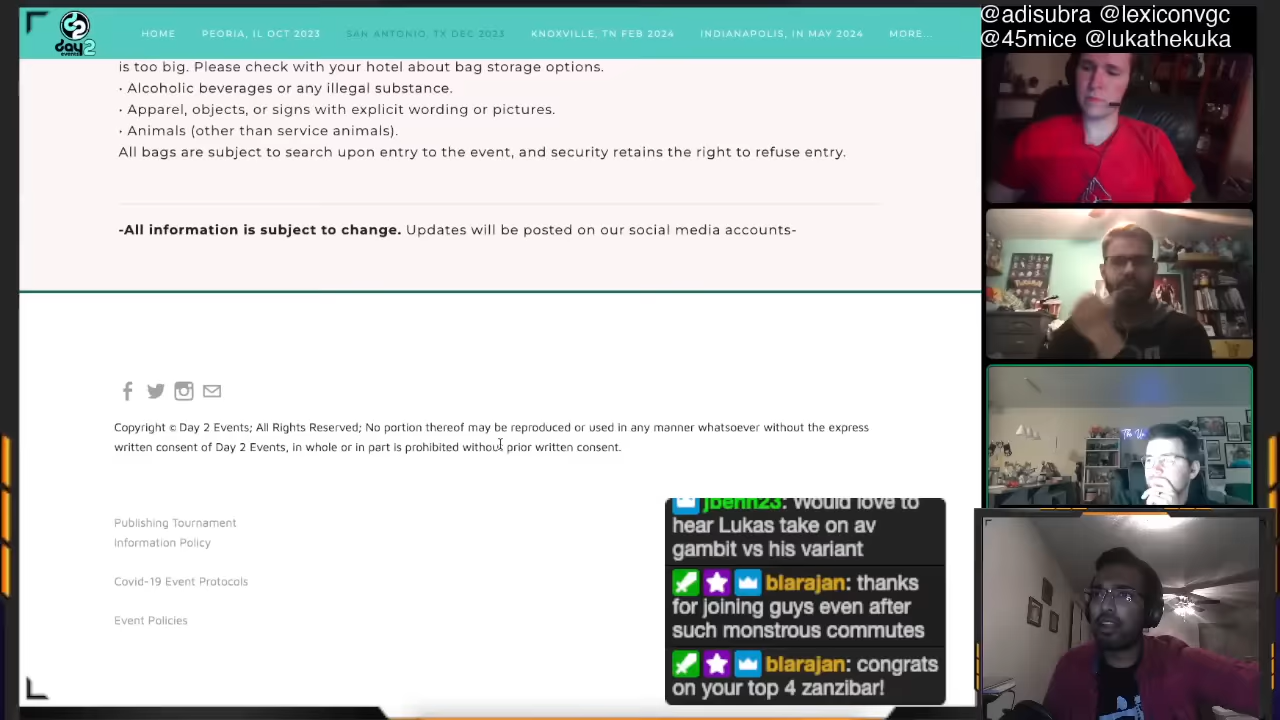 @adisubra @lexiconvgc
@45mice @lukathekuka
day2
events
HOME PEORIA, IL OCT 2023 SAN ANTONIO, TX DEC 2023 KNOXVILLE, TN FEB 2024 INDIANAPOLIS, IN MAY 2024 MORE...
is too big. Please check with your hotel about bag storage options.
• Alcoholic beverages or any illegal substance.
• Apparel, objects, or signs with explicit wording or pictures.
• Animals (other than service animals).
All bags are subject to search upon entry to the event, and security retains the right to refuse entry.
-All information is subject to change. Updates will be posted on our social media accounts-
Copyright © Day 2 Events; All Rights Reserved; No portion thereof may be reproduced or used in any manner whatsoever without the express
written consent of Day 2 Events, in whole or in part is prohibited without prior written consent.
Publishing Tournament
Information Policy
Covid-19 Event Protocols
Event Policies
jbehh23: Would love to
hear Lukas take on av
gambit vs his variant
blarajan: thanks
for joining guys even after
such monstrous commutes
blarajan: congrats
on your top 4 zanzibar!